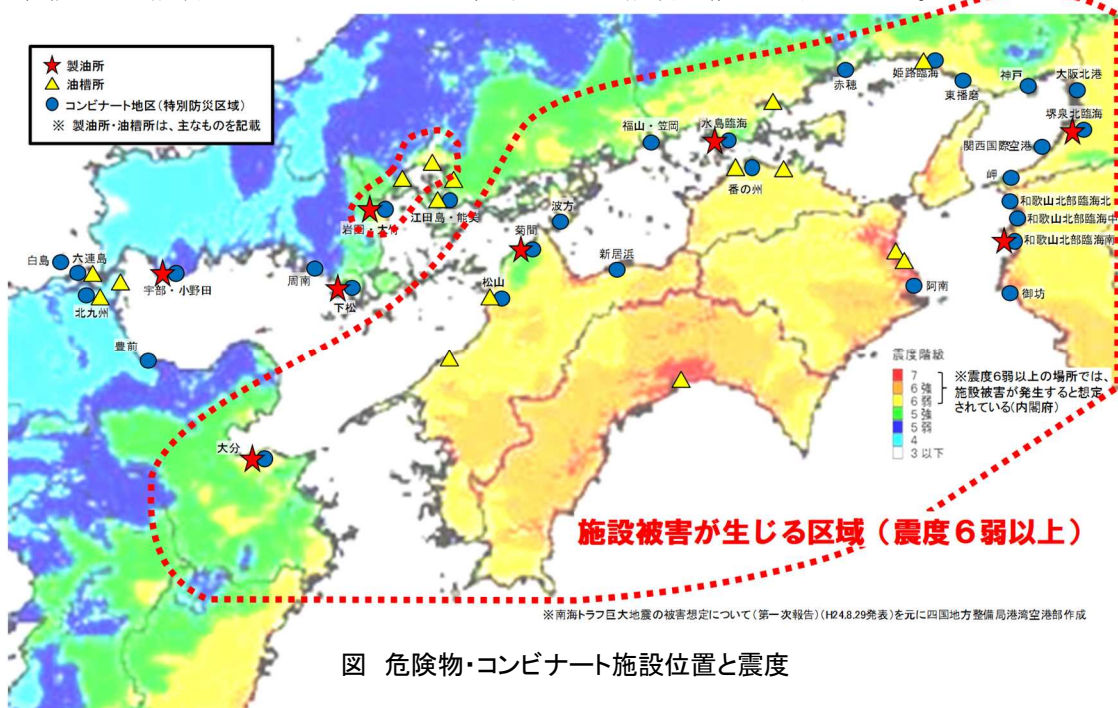 製油所
油槽所
コンビナート地区(特別防災区域)
※ 製油所・油槽所は、主なものを記載
赤穂
姫路臨海
東播磨
神戸
大阪北港
堺泉北臨海
関西国際空港
岬
和歌山北部臨海北
和歌山北部臨海中
和歌山北部臨海南
御坊
福山・笠岡
水島臨海
番の州
波方
江田島・能美
岩国・大竹
菊間
新居浜
松山
阿南
白島
六連島
北九州
宇部・小野田
周南
下松
豊前
大分
震度階級
7
6強
6弱
5強
5弱
4
3以下
※震度6弱以上の場所では、
施設被害が発生すると想定
されている(内閣府)
施設被害が生じる区域(震度6弱以上)
※南海トラフ巨大地震の被害想定について(第一次報告)(H24.8.29発表)を元に四国地方整備局港湾空港部作成
図 危険物・コンビナート施設位置と震度